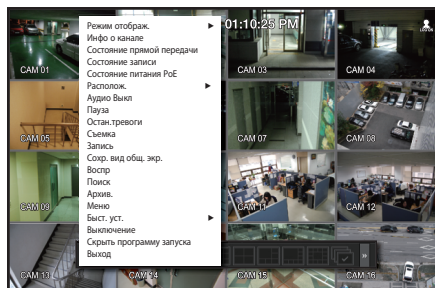 01:10:25 PM
LOG ON
Режим отображ.
Инфо о канале
Состояние прямой передачи
Состояние записи
Состояние питания PoE
Располож.
Аудио Выкл
Пауза
Остан.тревоги
Съемка
Запись
Сохр. вид общ. экр.
Воспр
Поиск
Архив.
Меню
Быст. уст.
Выключение
Скрыть программу запуска
Выход
CAM 01
CAM 03
CAM 04
CAM 05
CAM 07
CAM 08
CAM 09
CAM 11
CAM 12
CAM 13
CAM 14
CAM 15
CAM 16